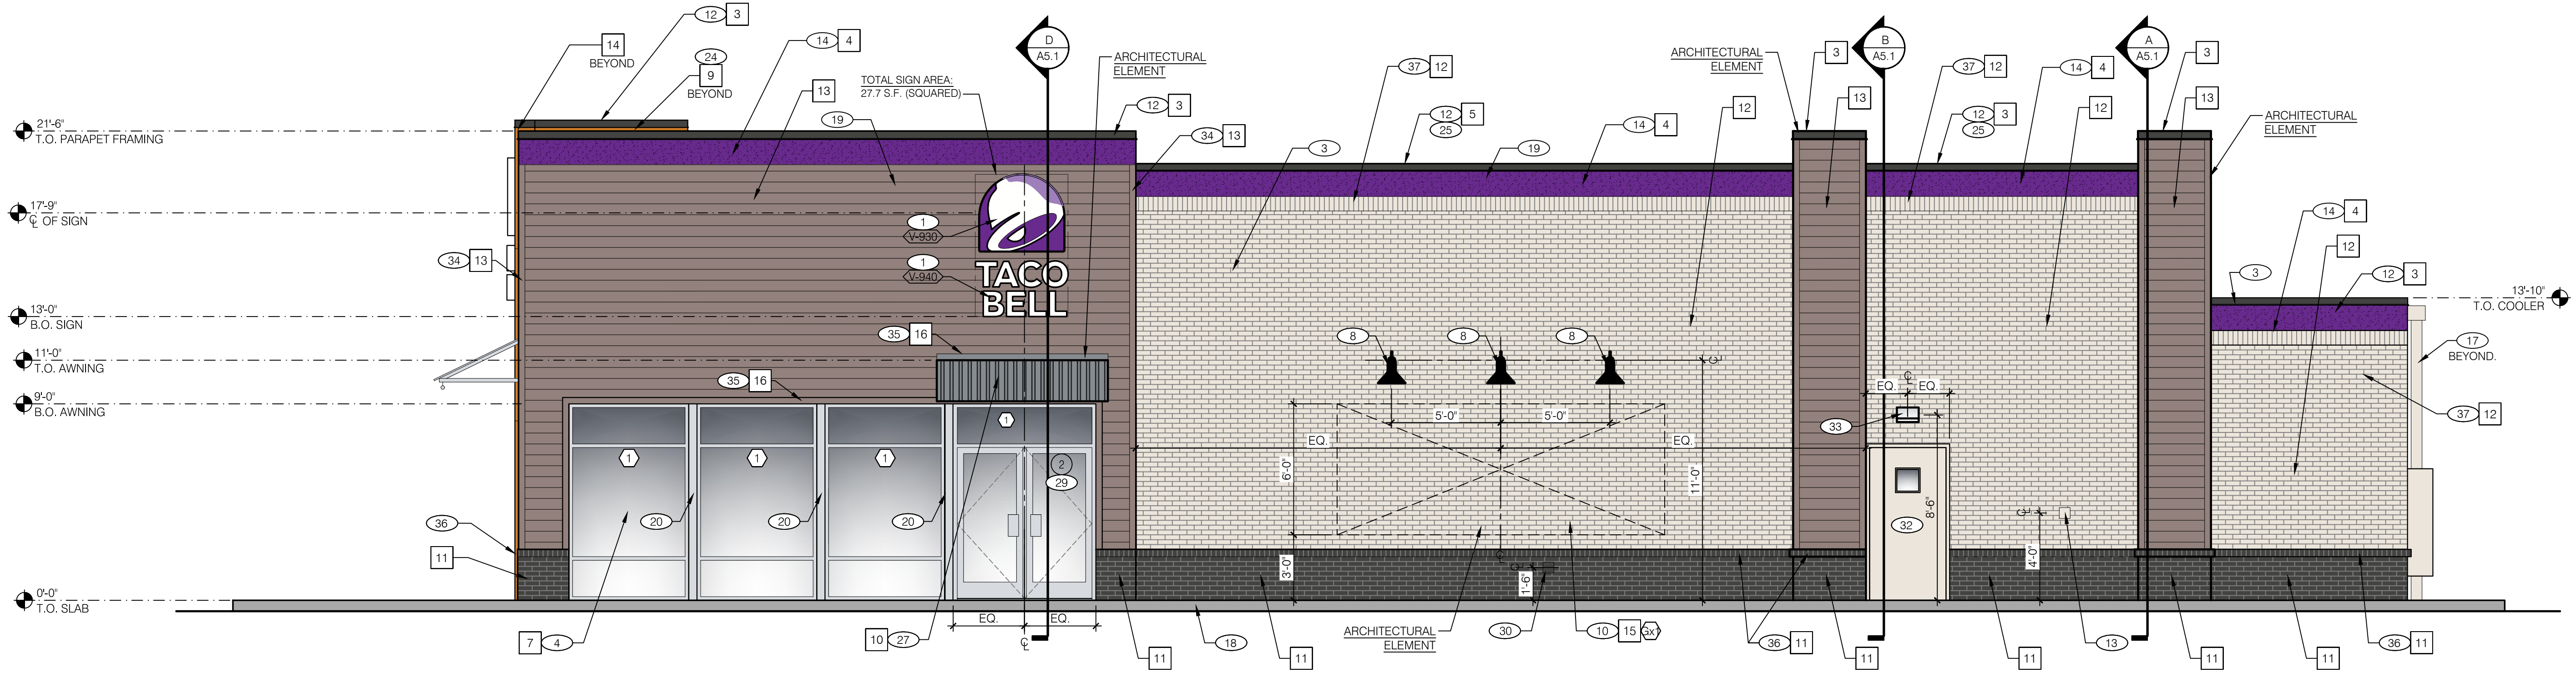 12 3
14
BEYOND
24
9
BEYOND
14 4
13
19
TOTAL SIGN AREA:
27.7 S.F. (SQUARED)
D
A5.1
ARCHITECTURAL
ELEMENT
12 3
34 13
3
37 12
12 5
25
19
14 4
12
ARCHITECTURAL
ELEMENT
3
13
B
A5.1
37 12
12 3
25
14 4
12
A
A5.1
3
13
ARCHITECTURAL
ELEMENT
14 4
12
3
12 3
21'-6"
T.O. PARAPET FRAMING
17'-9"
℄ OF SIGN
13'-0"
B.O. SIGN
11'-0"
T.O. AWNING
9'-0"
B.O. AWNING
0'-0"
T.O. SLAB
13'-10"
T.O. COOLER
17
BEYOND.
37 12
12
34 13
1
V-930
1
V-940
TACO
BELL
35 16
35 16
1
1
1
1
2
29
20
20
20
36
11
8
8
8
5'-0" 5'-0"
EQ. EQ.
6'-0"
3'-0"
11'-0"
1'-6"
℄
℄
℄
EQ. ℄ EQ.
33
32
8'-6"
℄
4'-0"
EQ. EQ.
℄
7 4
10 27
11
18
11
ARCHITECTURAL
ELEMENT
30
10 15 Gx1
36 11
11
11
13
11
11
36 11